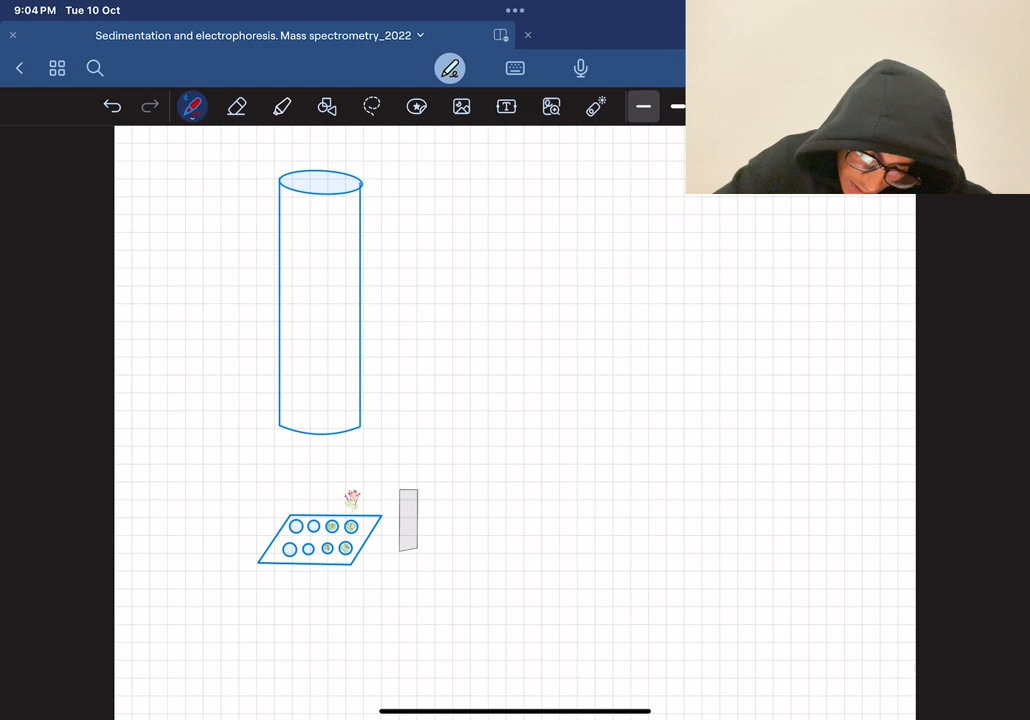 9:04 PM Tue 10 Oct
Sedimentation and electrophoresis. Mass spectrometry_2022
T